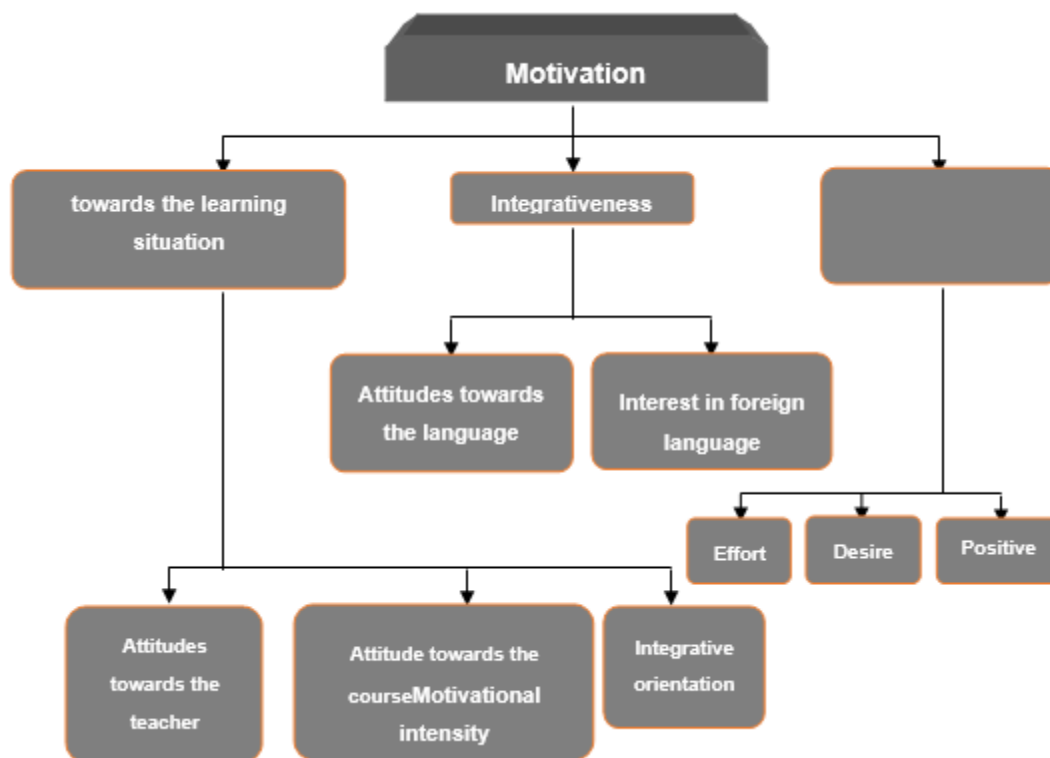 Motivation
towards the learning
situation
Integrativeness
Attitudes towards
the language
Interest in foreign
language
Effort
Desire
Positive
Attitudes
towards the
teacher
Attitude towards the
courseMotivational
intensity
Integrative
orientation